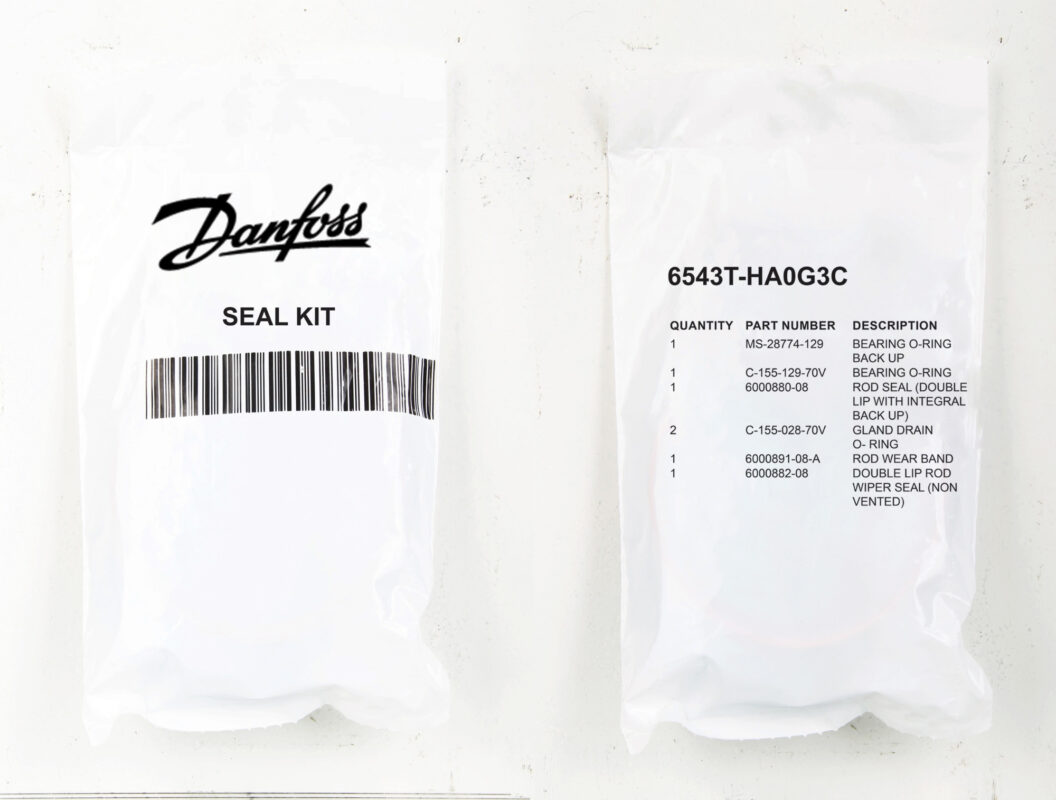 Danfoss
SEAL KIT
6543T-HA0G3C
QUANTITY PART NUMBER DESCRIPTION
1 MS-28774-129 BEARING O-RING
BACK UP
1 C-155-129-70V BEARING O-RING
1 6000880-08 ROD SEAL (DOUBLE
LIP WITH INTEGRAL
BACK UP)
2 C-155-028-70V GLAND DRAIN
O- RING
1 6000891-08-A ROD WEAR BAND
1 6000882-08 DOUBLE LIP ROD
WIPER SEAL (NON
VENTED)